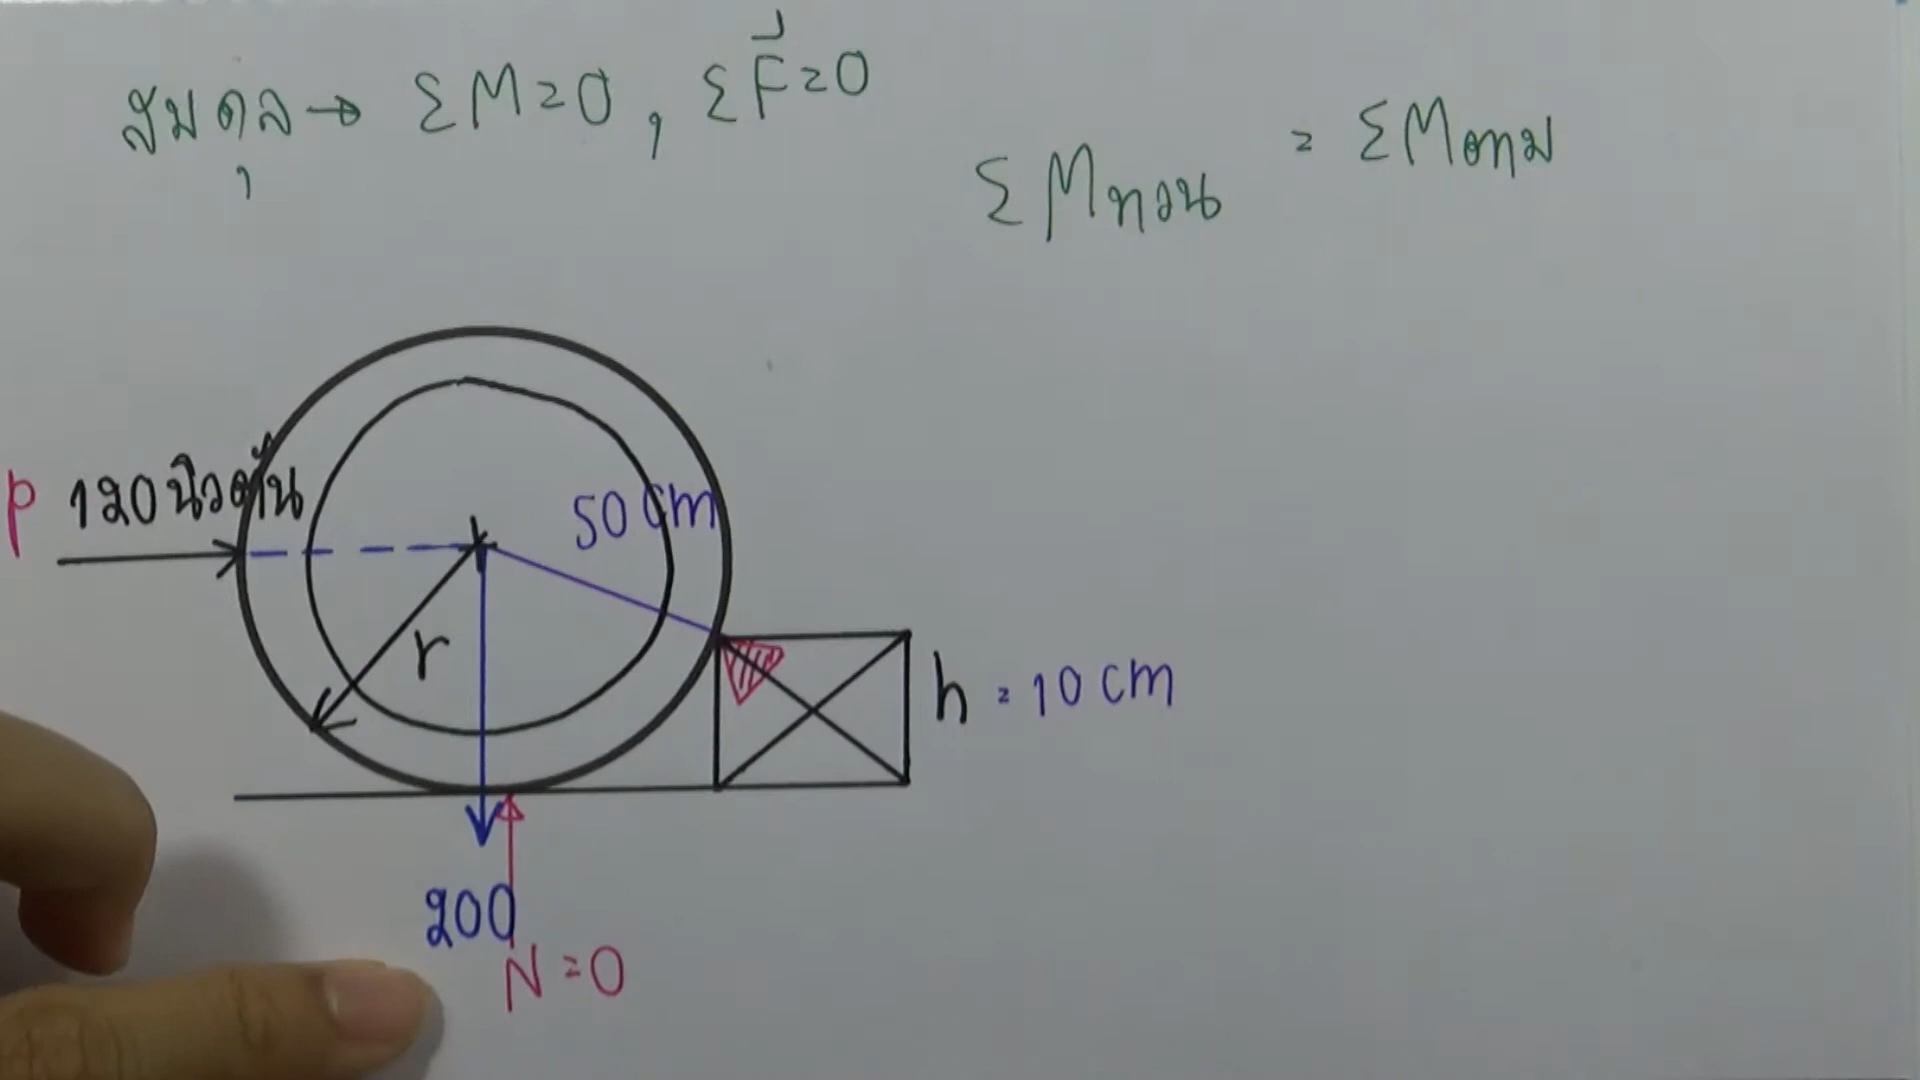 สมดุล → ΣM=0, ΣF=0
ΣMทวน = ΣMตาม
P 120 นิวตัน
50 cm
r
h = 10 cm
200
N=0